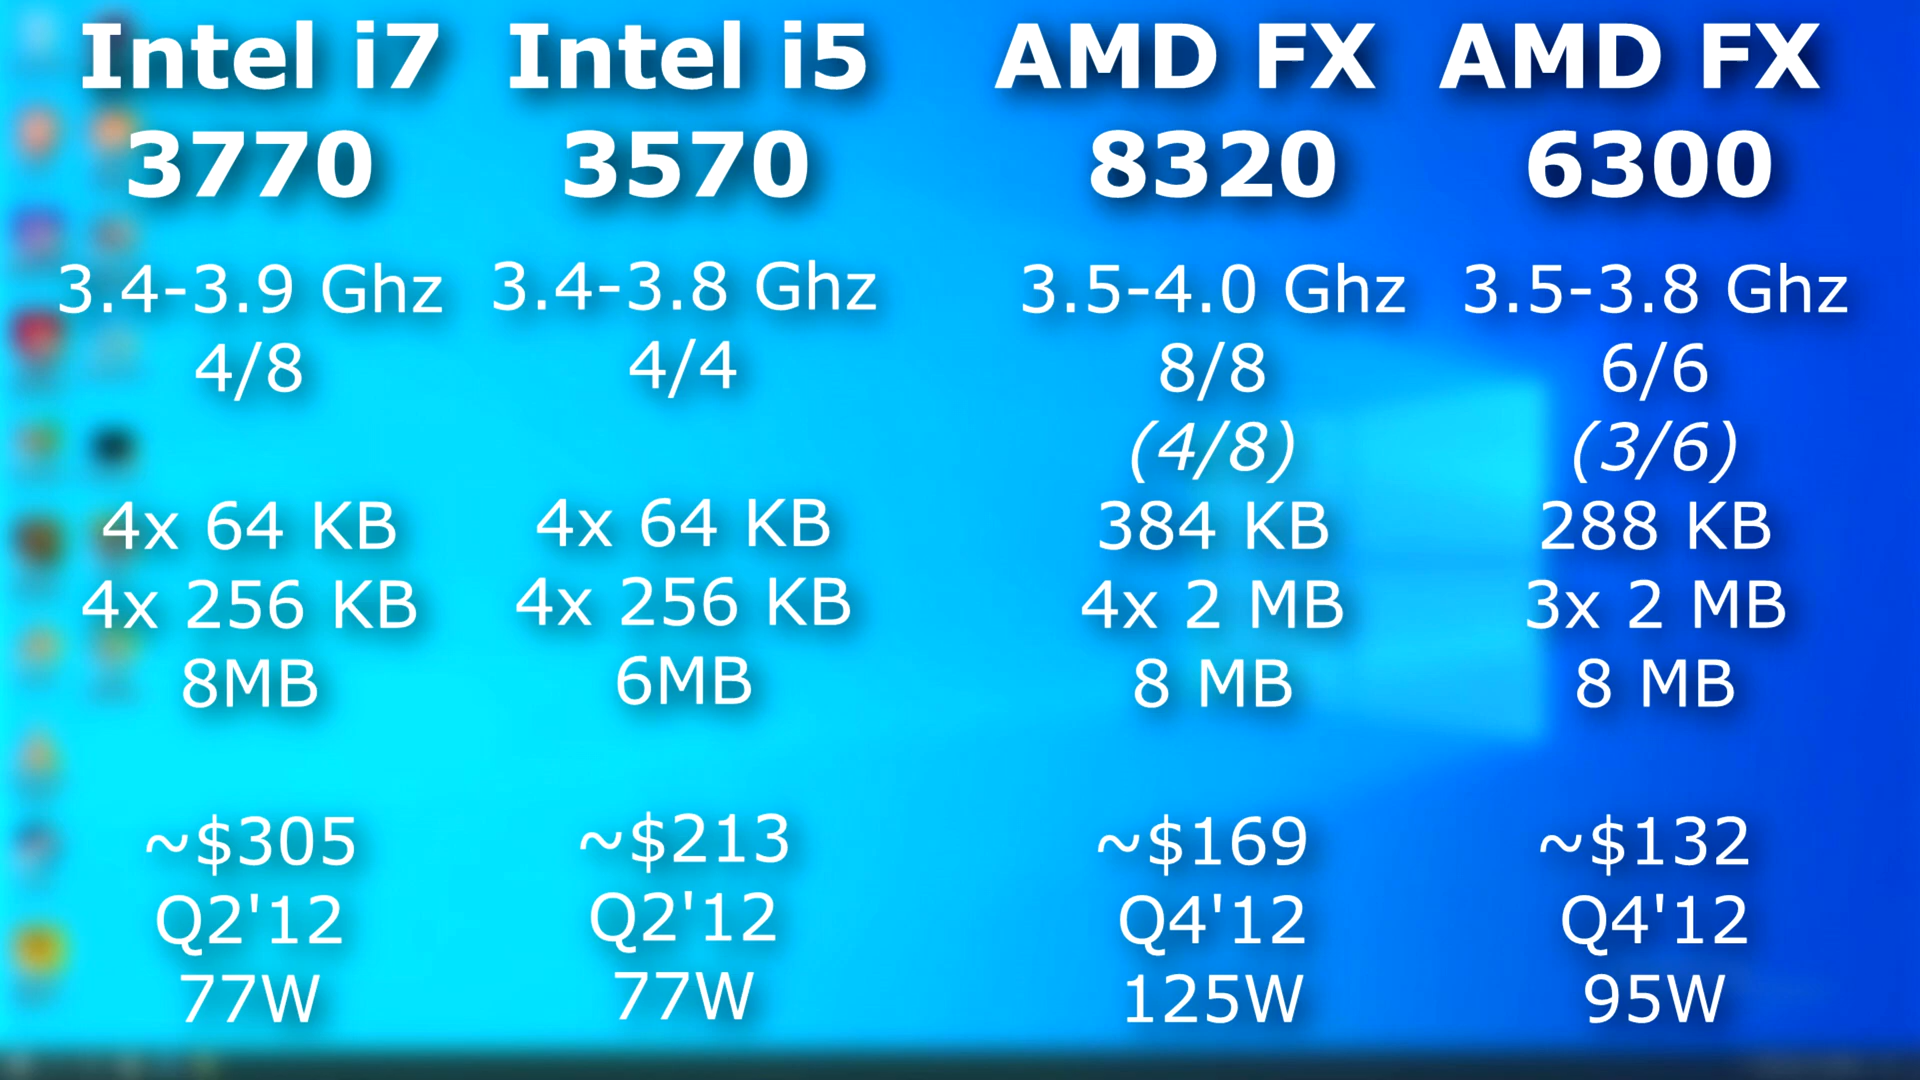 Intel i7 Intel i5 AMD FX AMD FX
3770 3570 8320 6300
3.4-3.9 Ghz 3.4-3.8 Ghz 3.5-4.0 Ghz 3.5-3.8 Ghz
4/8 4/4 8/8 6/6
(4/8) (3/6)
4x 64 KB 4x 64 KB 384 KB 288 KB
4x 256 KB 4x 256 KB 4x 2 MB 3x 2 MB
8MB 6MB 8 MB 8 MB
~$305 ~$213 ~$169 ~$132
Q2'12 Q2'12 Q4'12 Q4'12
77W 77W 125W 95W